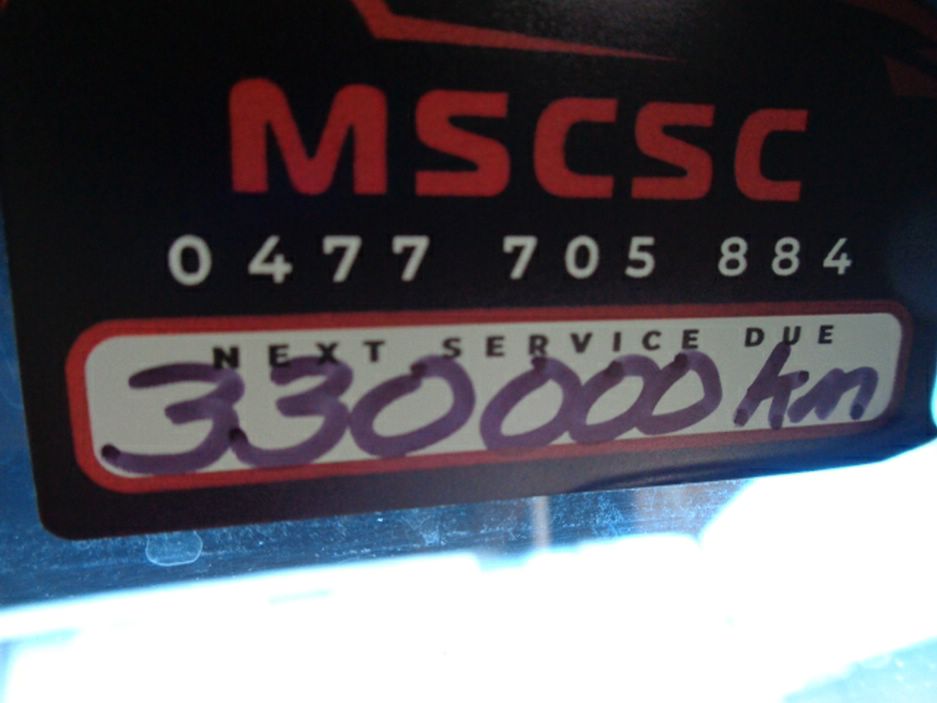 MSCSC
0477 705 884
NEXT SERVICE DUE
330000 km